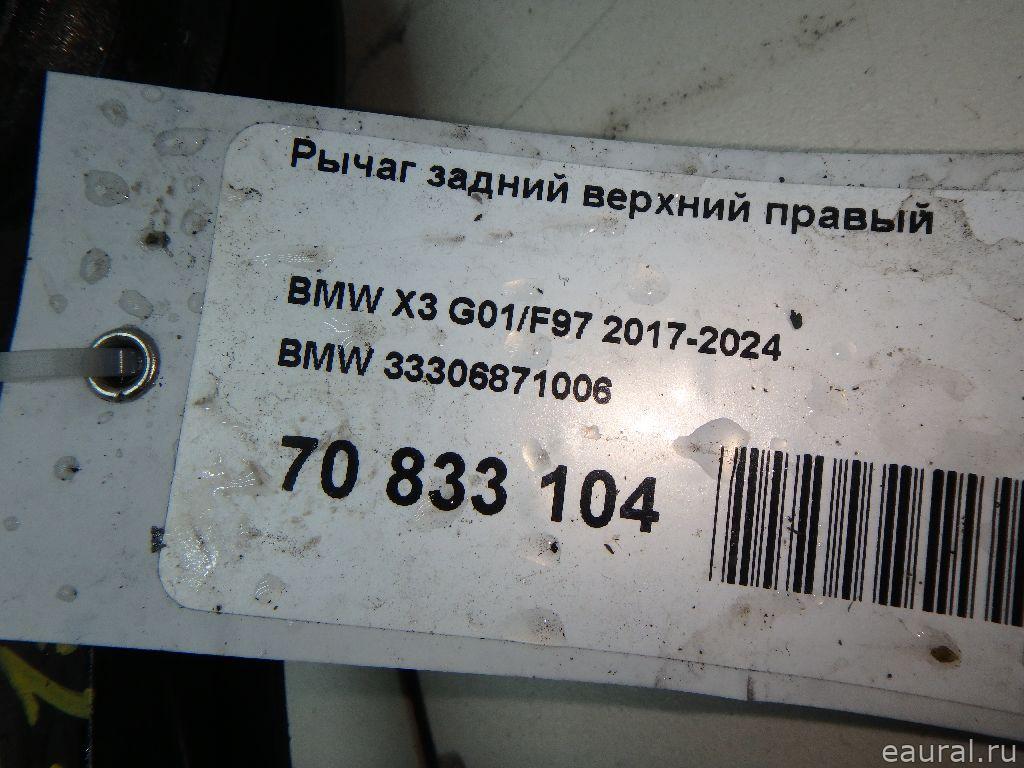 Рычаг задний верхний правый
BMW X3 G01/F97 2017-2024
BMW 33306871006
70 833 104
eaural.ru